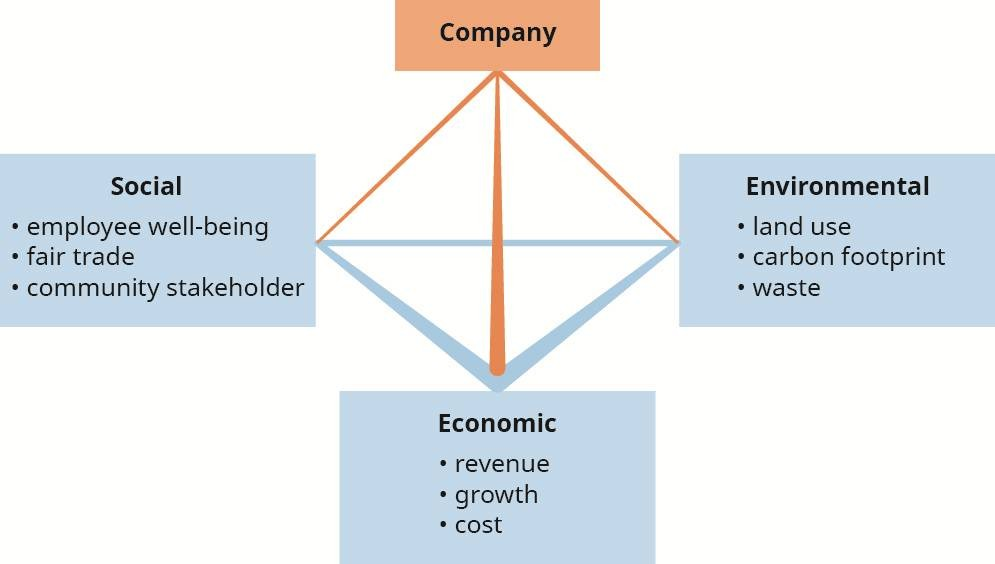 Company
Social
• employee well-being
• fair trade
• community stakeholder
Environmental
• land use
• carbon footprint
• waste
Economic
• revenue
• growth
• cost